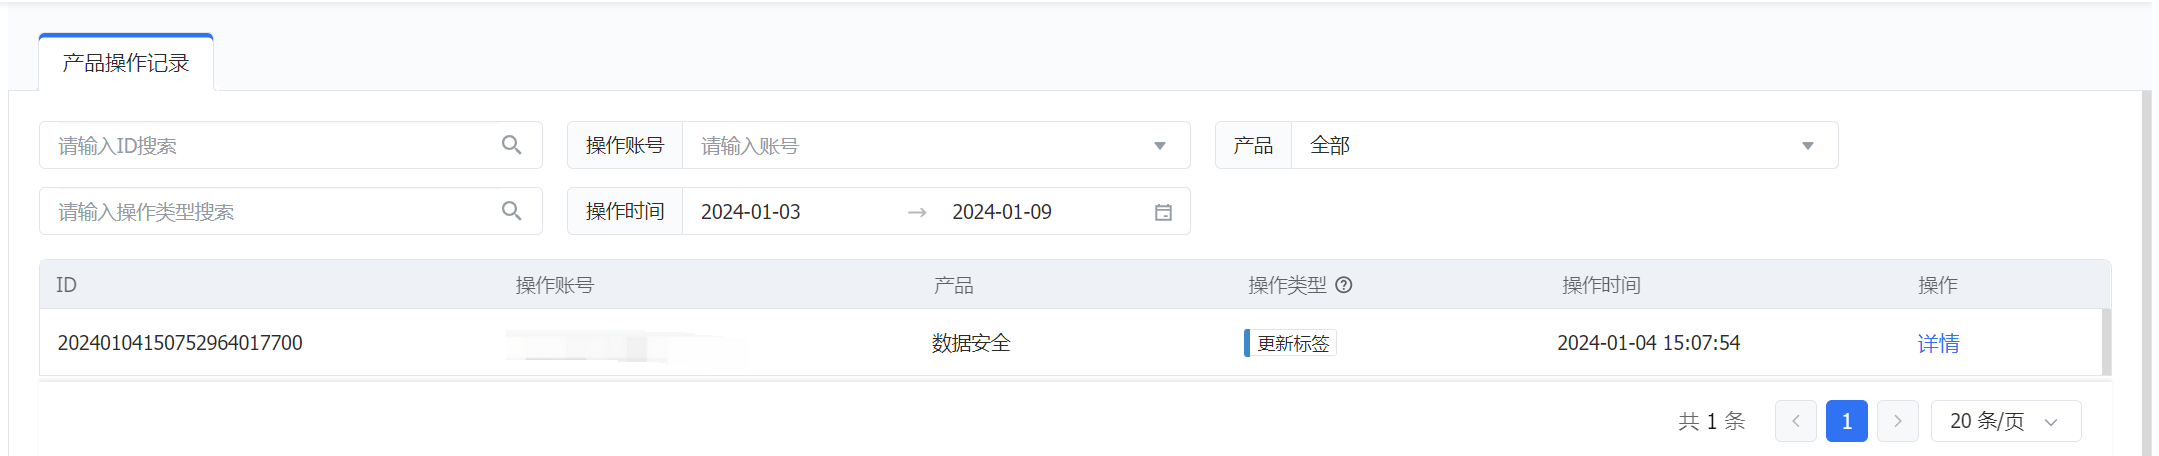 产品操作记录
请输入ID搜索 操作账号 请输入账号 产品 全部
请输入操作类型搜索 操作时间 2024-01-03 → 2024-01-09
ID 操作账号 产品 操作类型 操作时间 操作
20240104150752964017700 数据安全 更新标签 2024-01-04 15:07:54 详情
共 1 条 1 20 条/页